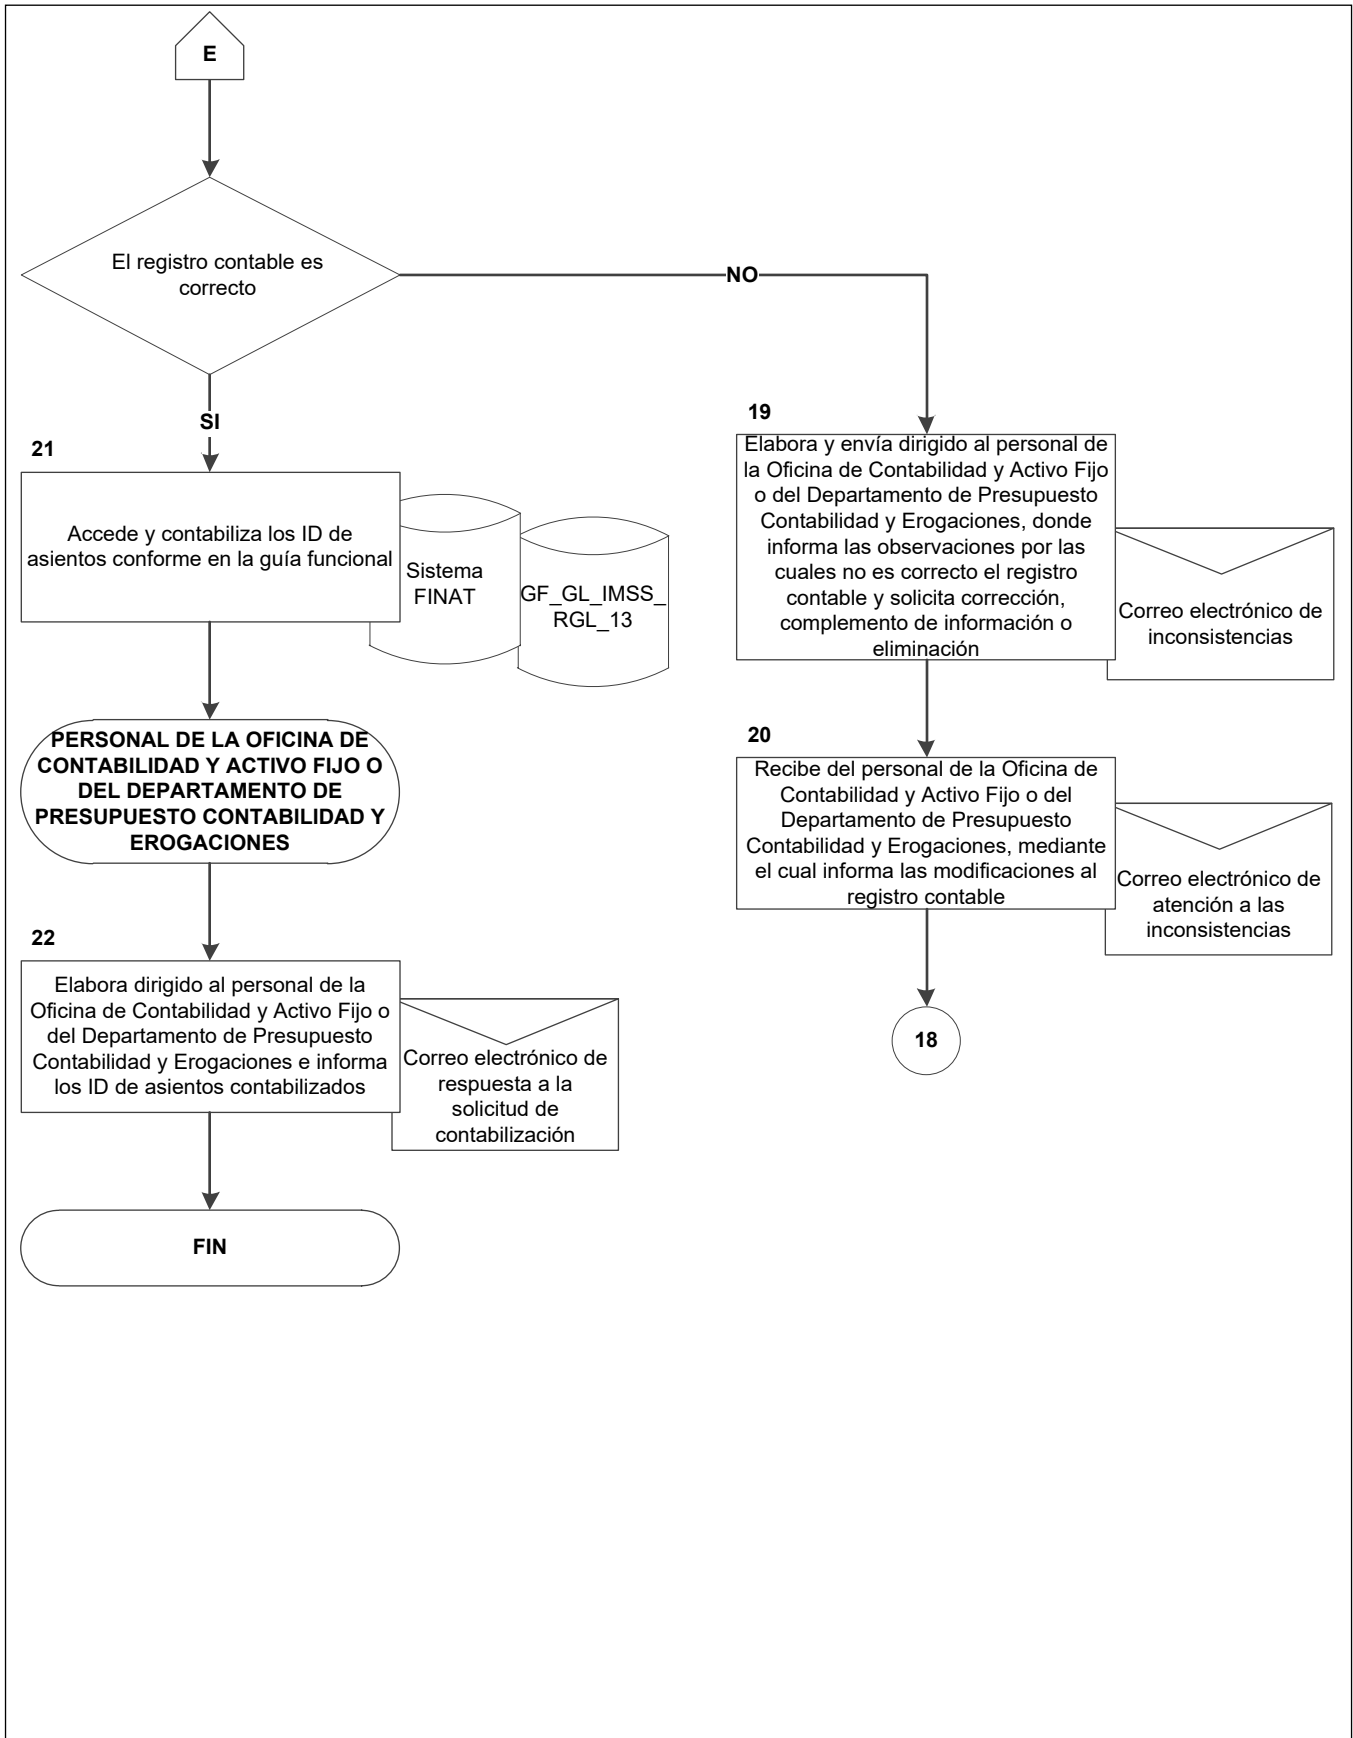 E
El registro contable es
correcto
NO
SI
21
Accede y contabiliza los ID de
asientos conforme en la guía funcional
Sistema
FINAT
GF_GL_IMSS_
RGL_13
PERSONAL DE LA OFICINA DE
CONTABILIDAD Y ACTIVO FIJO O
DEL DEPARTAMENTO DE
PRESUPUESTO CONTABILIDAD Y
EROGACIONES
22
Elabora dirigido al personal de la
Oficina de Contabilidad y Activo Fijo o
del Departamento de Presupuesto
Contabilidad y Erogaciones e informa
los ID de asientos contabilizados
Correo electrónico de
respuesta a la
solicitud de
contabilización
FIN
19
Elabora y envía dirigido al personal de
la Oficina de Contabilidad y Activo Fijo
o del Departamento de Presupuesto
Contabilidad y Erogaciones, donde
informa las observaciones por las
cuales no es correcto el registro
contable y solicita corrección,
complemento de información o
eliminación
Correo electrónico de
inconsistencias
20
Recibe del personal de la Oficina de
Contabilidad y Activo Fijo o del
Departamento de Presupuesto
Contabilidad y Erogaciones, mediante
el cual informa las modificaciones al
registro contable
Correo electrónico de
atención a las
inconsistencias
18